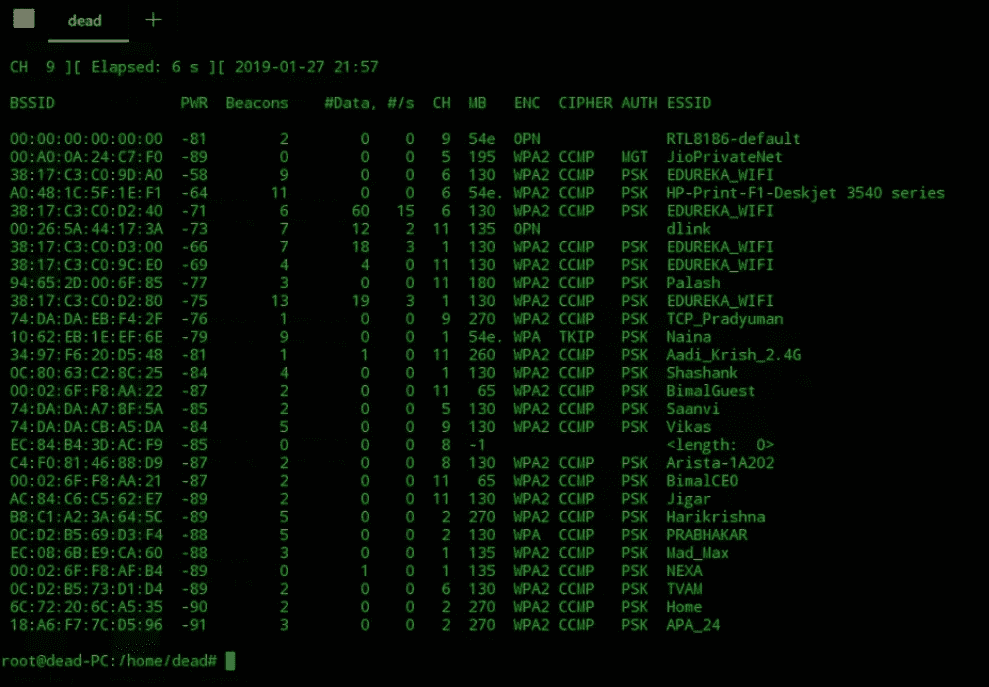 dead +
CH 9 ][ Elapsed: 6 s ][ 2019-01-27 21:57
BSSID PWR Beacons #Data, #/s CH MB ENC CIPHER AUTH ESSID
00:00:00:00:00:00 -81 2 0 0 9 54e OPN RTL8186-default
00:A0:0A:24:C7:F0 -89 0 0 0 5 195 WPA2 CCMP MGT JioPrivateNet
38:17:C3:C0:9D:A0 -58 9 0 0 6 130 WPA2 CCMP PSK EDUREKA_WIFI
A0:48:1C:5F:1E:F1 -64 11 0 0 6 54e. WPA2 CCMP PSK HP-Print-F1-Deskjet 3540 series
38:17:C3:C0:D2:40 -71 6 60 15 6 130 WPA2 CCMP PSK EDUREKA_WIFI
00:26:5A:44:17:3A -73 7 12 2 11 135 OPN dlink
38:17:C3:C0:D3:00 -66 7 18 3 1 130 WPA2 CCMP PSK EDUREKA_WIFI
38:17:C3:C0:9C:E0 -69 4 4 0 11 130 WPA2 CCMP PSK EDUREKA_WIFI
94:65:2D:00:6F:85 -77 3 0 0 11 180 WPA2 CCMP PSK Palash
38:17:C3:C0:D2:80 -75 13 19 3 1 130 WPA2 CCMP PSK EDUREKA_WIFI
74:DA:DA:EB:F4:2F -76 1 0 0 9 270 WPA2 CCMP PSK TCP_Pradyuman
10:62:EB:1E:EF:6E -79 9 0 0 1 54e. WPA TKIP PSK Naina
34:97:F6:20:D5:48 -81 1 1 0 11 260 WPA2 CCMP PSK Aadi_Krish_2.4G
0C:80:63:C2:8C:25 -84 4 0 0 1 130 WPA2 CCMP PSK Shashank
00:02:6F:F8:AA:22 -87 2 0 0 11 65 WPA2 CCMP PSK BimalGuest
74:DA:DA:A7:8F:5A -85 2 0 0 5 130 WPA2 CCMP PSK Saanvi
74:DA:DA:CB:A5:DA -84 5 0 0 9 130 WPA2 CCMP PSK Vikas
EC:84:B4:3D:AC:F9 -85 0 0 0 8 -1 <length: 0>
C4:F0:81:46:88:D9 -87 2 0 0 8 130 WPA2 CCMP PSK Arista-1A202
00:02:6F:F8:AA:21 -87 2 0 0 11 65 WPA2 CCMP PSK BimalCEO
AC:84:C6:C5:62:E7 -89 2 0 0 11 130 WPA2 CCMP PSK Jigar
B8:C1:A2:3A:64:5C -89 5 0 0 2 270 WPA2 CCMP PSK Harikrishna
0C:D2:B5:69:D3:F4 -88 5 0 0 2 130 WPA CCMP PSK PRABHAKAR
EC:08:6B:E9:CA:60 -88 3 0 0 1 135 WPA2 CCMP PSK Mad_Max
00:02:6F:F8:AF:B4 -89 0 1 0 1 135 WPA2 CCMP PSK NEXA
0C:D2:B5:73:D1:D4 -89 2 0 0 6 130 WPA2 CCMP PSK TVAM
6C:72:20:6C:A5:35 -90 2 0 0 2 270 WPA2 CCMP PSK Home
18:A6:F7:7C:D5:96 -91 3 0 0 2 270 WPA2 CCMP PSK APA_24
root@dead-PC:/home/dead#